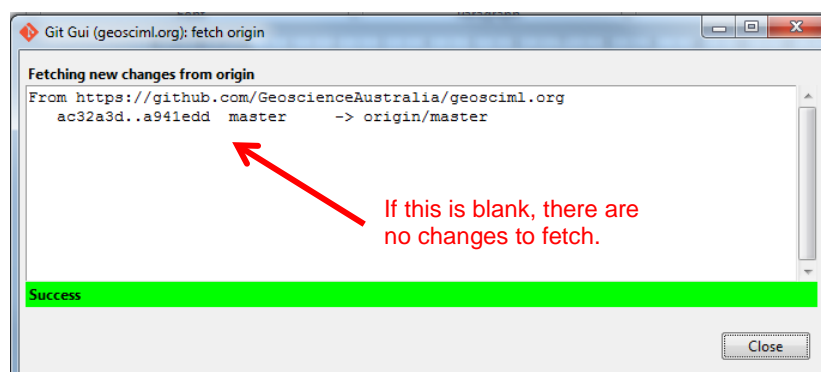 Git Gui (geosciml.org): fetch origin
Fetching new changes from origin
From https://github.com/GeoscienceAustralia/geosciml.org
ac32a3d..a941edd master -> origin/master
If this is blank, there are
no changes to fetch.
Success
Close